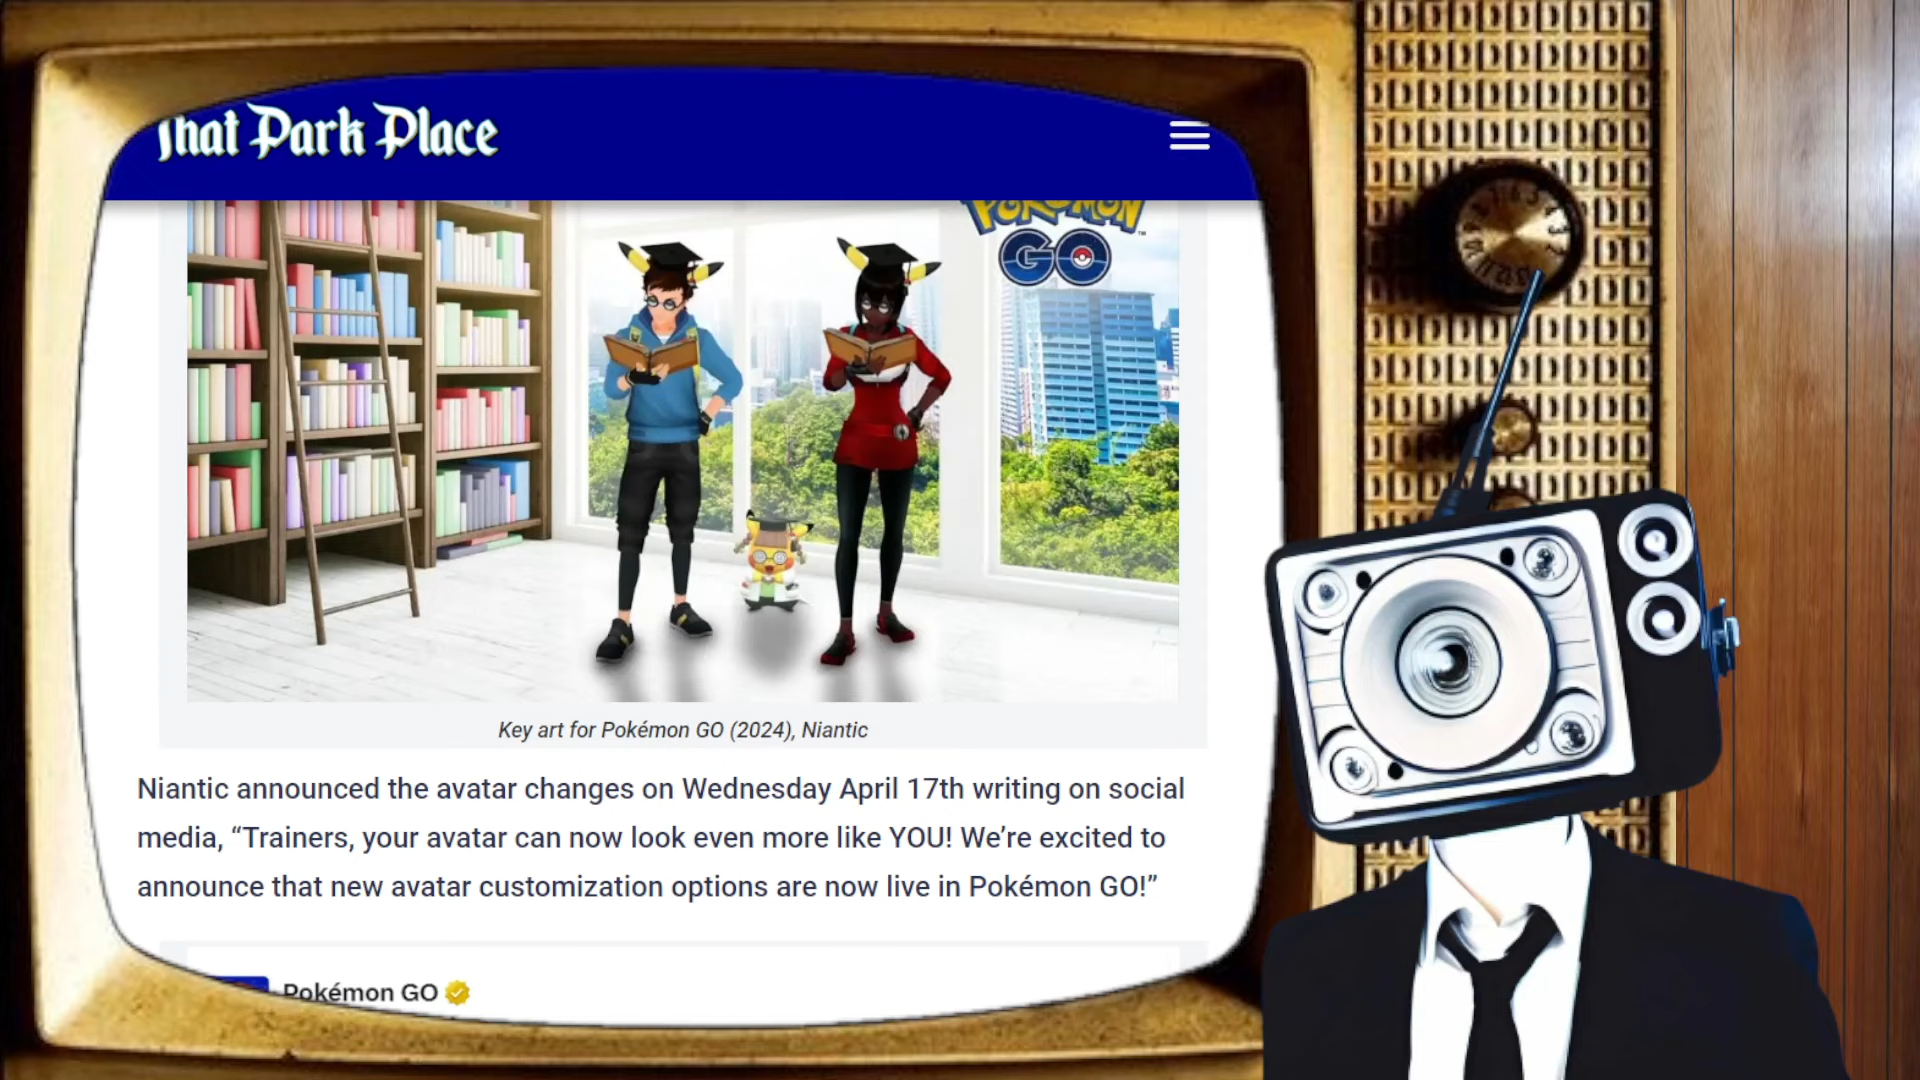 That Park Place
POKÉMON
GO
Key art for Pokémon GO (2024), Niantic
Niantic announced the avatar changes on Wednesday April 17th writing on social
media, “Trainers, your avatar can now look even more like YOU! We’re excited to
announce that new avatar customization options are now live in Pokémon GO!”
Pokémon GO